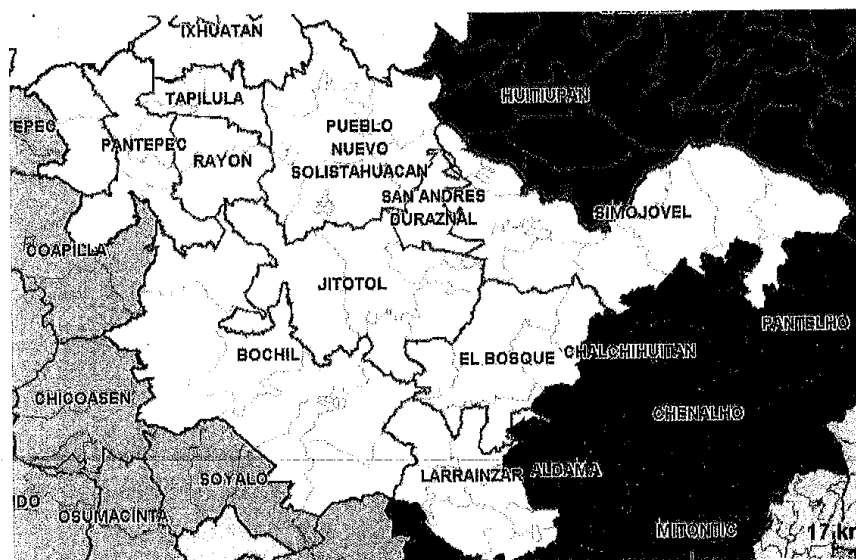 IXHUATAN
HUITIUPAN
TAPILULA
TEPEC
PANTEPEC
RAYON
PUEBLO
NUEVO
SOLISTAHUACAN
SAN ANDRES
DURAZNAL
SIMOJOVEL
COAPILLA
JITOTOL
PANTELHO
BOCHIL
EL BOSQUE
CHALCHIHUITAN
CHICOASEN
CHENALHO
SOYALO
LARRAINZAR
ALDAMA
OSUMACINTA
MITONTIC
17 km